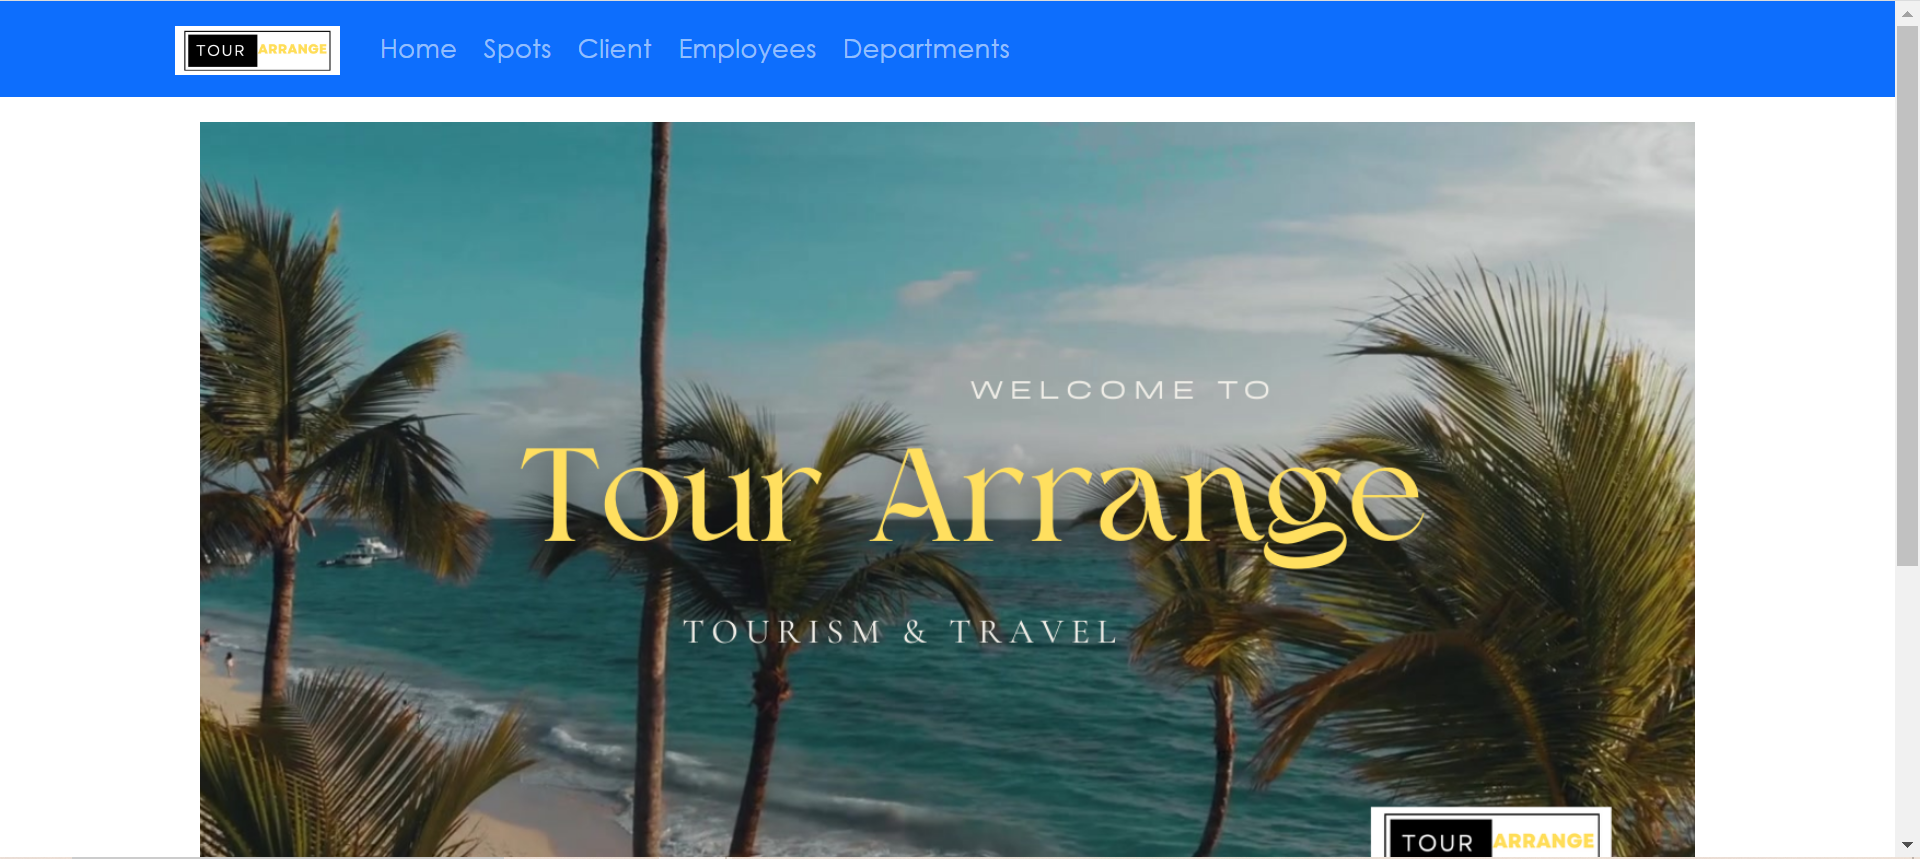 TOUR ARRANGE Home Spots Client Employees Departments
WELCOME TO
Tour Arrange
TOURISM & TRAVEL
TOUR ARRANGE